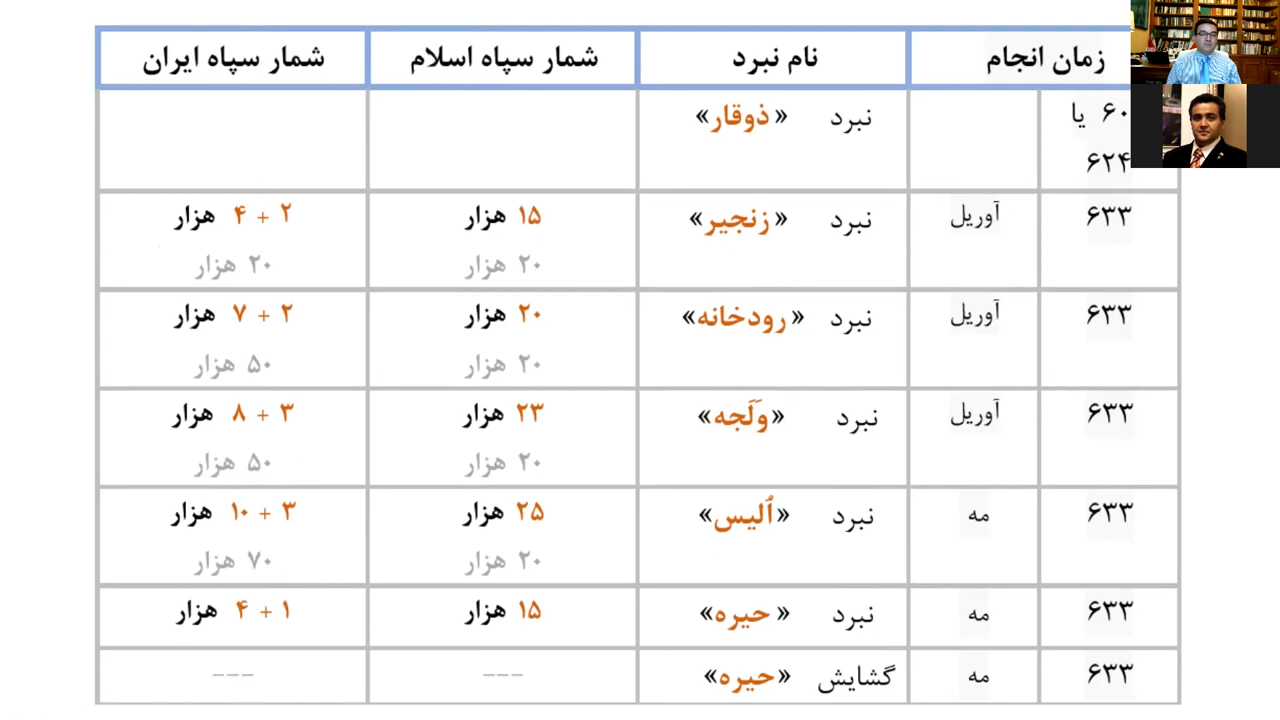 زمان انجام نام نبرد شمار سپاه اسلام شمار سپاه ایران
۶۰ یا نبرد «ذوقار»
۶۲۴
۶۳۳ آوریل نبرد «زنجیر» ۱۵ هزار ۲ + ۴ هزار
۲۰ هزار ۲۰ هزار
۶۳۳ آوریل نبرد «رودخانه» ۲۰ هزار ۲ + ۷ هزار
۲۰ هزار ۵۰ هزار
۶۳۳ آوریل نبرد «وَلَجه» ۲۳ هزار ۳ + ۸ هزار
۲۰ هزار ۵۰ هزار
۶۳۳ مه نبرد «اُلیس» ۲۵ هزار ۳ + ۱۰ هزار
۲۰ هزار ۷۰ هزار
۶۳۳ مه نبرد «حیره» ۱۵ هزار ۱ + ۴ هزار
۶۳۳ مه گشایش «حیره» --- ---